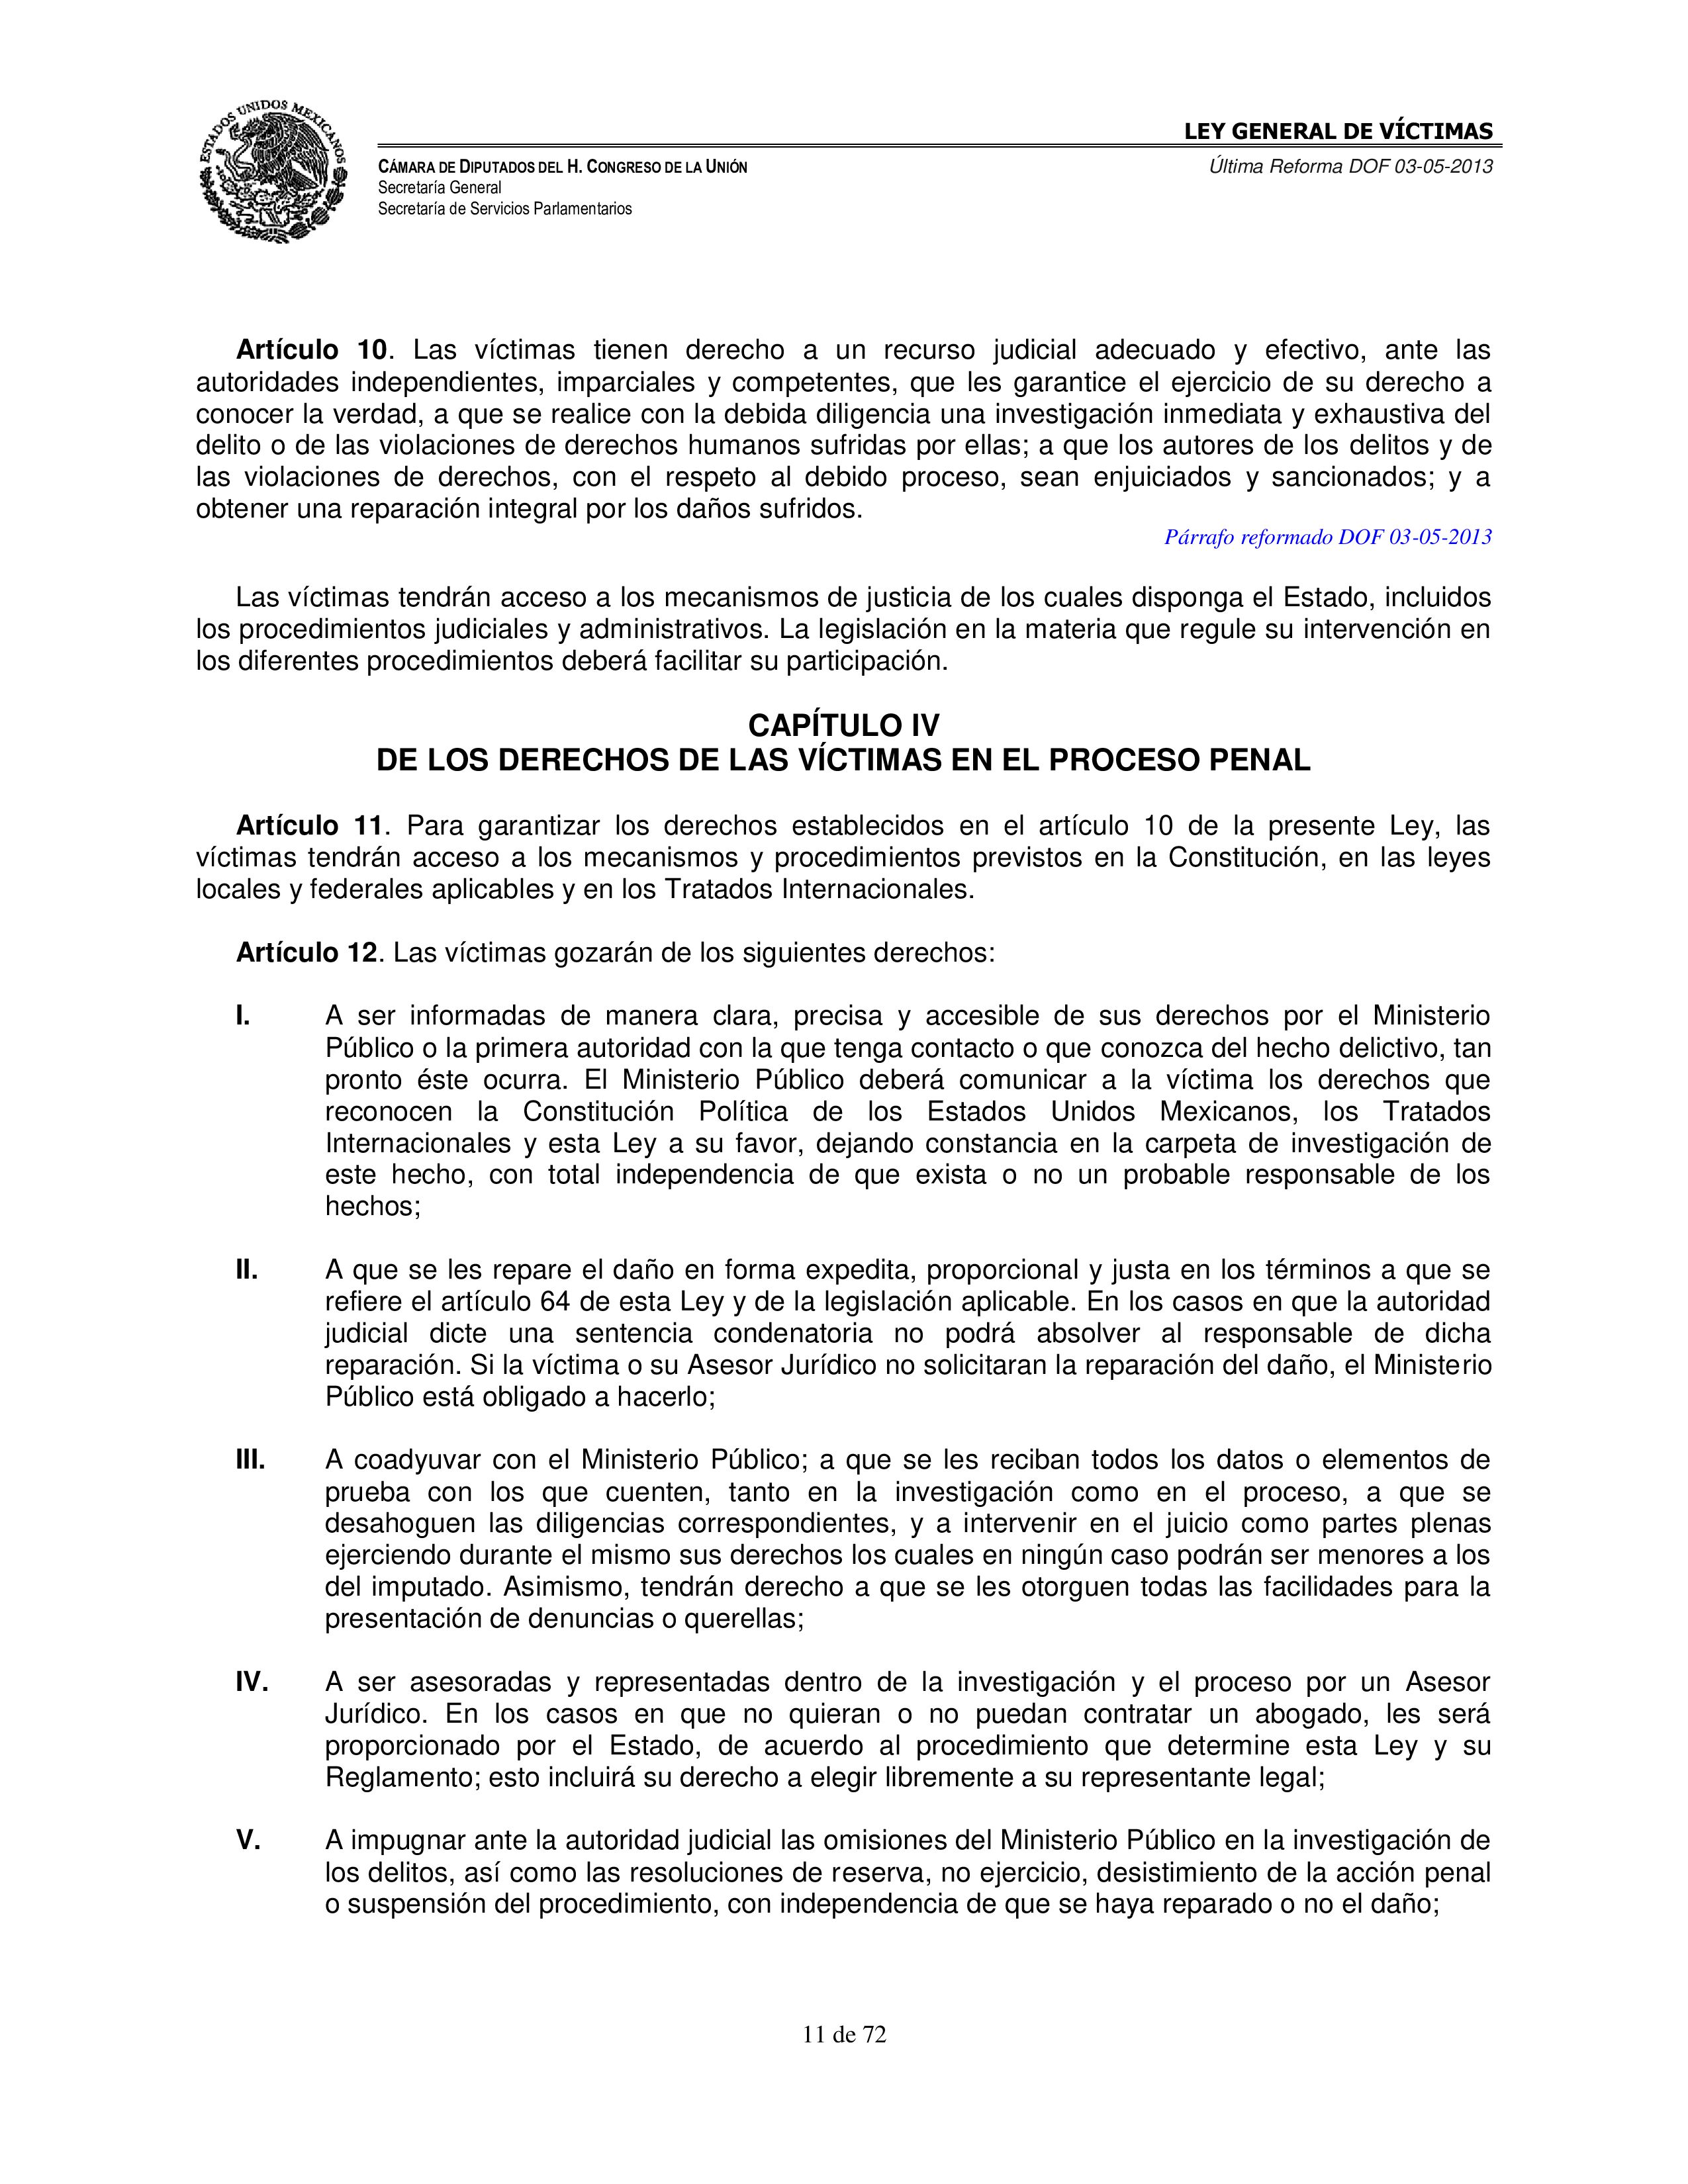 ESTADOS UNIDOS MEXICANOS
LEY GENERAL DE VÍCTIMAS
CÁMARA DE DIPUTADOS DEL H. CONGRESO DE LA UNIÓN
Última Reforma DOF 03-05-2013
Secretaría General
Secretaría de Servicios Parlamentarios
Artículo 10. Las víctimas tienen derecho a un recurso judicial adecuado y efectivo, ante las
autoridades independientes, imparciales y competentes, que les garantice el ejercicio de su derecho a
conocer la verdad, a que se realice con la debida diligencia una investigación inmediata y exhaustiva del
delito o de las violaciones de derechos humanos sufridas por ellas; a que los autores de los delitos y de
las violaciones de derechos, con el respeto al debido proceso, sean enjuiciados y sancionados; y a
obtener una reparación integral por los daños sufridos.
Párrafo reformado DOF 03-05-2013
Las víctimas tendrán acceso a los mecanismos de justicia de los cuales disponga el Estado, incluidos
los procedimientos judiciales y administrativos. La legislación en la materia que regule su intervención en
los diferentes procedimientos deberá facilitar su participación.
CAPÍTULO IV
DE LOS DERECHOS DE LAS VÍCTIMAS EN EL PROCESO PENAL
Artículo 11. Para garantizar los derechos establecidos en el artículo 10 de la presente Ley, las
víctimas tendrán acceso a los mecanismos y procedimientos previstos en la Constitución, en las leyes
locales y federales aplicables y en los Tratados Internacionales.
Artículo 12. Las víctimas gozarán de los siguientes derechos:
I. A ser informadas de manera clara, precisa y accesible de sus derechos por el Ministerio
Público o la primera autoridad con la que tenga contacto o que conozca del hecho delictivo, tan
pronto éste ocurra. El Ministerio Público deberá comunicar a la víctima los derechos que
reconocen la Constitución Política de los Estados Unidos Mexicanos, los Tratados
Internacionales y esta Ley a su favor, dejando constancia en la carpeta de investigación de
este hecho, con total independencia de que exista o no un probable responsable de los
hechos;
II. A que se les repare el daño en forma expedita, proporcional y justa en los términos a que se
refiere el artículo 64 de esta Ley y de la legislación aplicable. En los casos en que la autoridad
judicial dicte una sentencia condenatoria no podrá absolver al responsable de dicha
reparación. Si la víctima o su Asesor Jurídico no solicitaran la reparación del daño, el Ministerio
Público está obligado a hacerlo;
III. A coadyuvar con el Ministerio Público; a que se les reciban todos los datos o elementos de
prueba con los que cuenten, tanto en la investigación como en el proceso, a que se
desahoguen las diligencias correspondientes, y a intervenir en el juicio como partes plenas
ejerciendo durante el mismo sus derechos los cuales en ningún caso podrán ser menores a los
del imputado. Asimismo, tendrán derecho a que se les otorguen todas las facilidades para la
presentación de denuncias o querellas;
IV. A ser asesoradas y representadas dentro de la investigación y el proceso por un Asesor
Jurídico. En los casos en que no quieran o no puedan contratar un abogado, les será
proporcionado por el Estado, de acuerdo al procedimiento que determine esta Ley y su
Reglamento; esto incluirá su derecho a elegir libremente a su representante legal;
V. A impugnar ante la autoridad judicial las omisiones del Ministerio Público en la investigación de
los delitos, así como las resoluciones de reserva, no ejercicio, desistimiento de la acción penal
o suspensión del procedimiento, con independencia de que se haya reparado o no el daño;
11 de 72